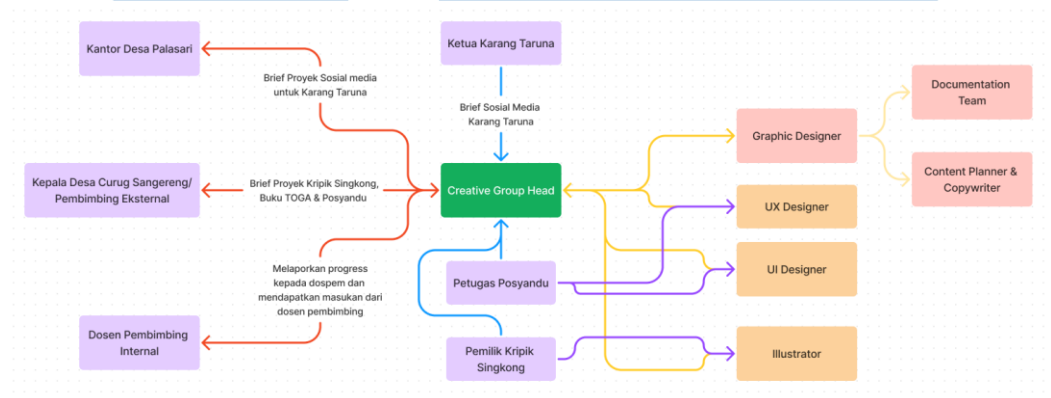 Kantor Desa Palasari
Ketua Karang Taruna
Brief Proyek Sosial media
untuk Karang Taruna
Brief Sosial Media
Karang Taruna
Documentation
Team
Graphic Designer
Content Planner &
Copywriter
Kepala Desa Curug Sangereng/
Pembimbing Eksternal
Brief Proyek Kripik Singkong,
Buku TOGA & Posyandu
Creative Group Head
UX Designer
UI Designer
Petugas Posyandu
Melaporkan progress
kepada dospem dan
mendapatkan masukan dari
dosen pembimbing
Dosen Pembimbing
Internal
Pemilik Kripik
Singkong
Illustrator